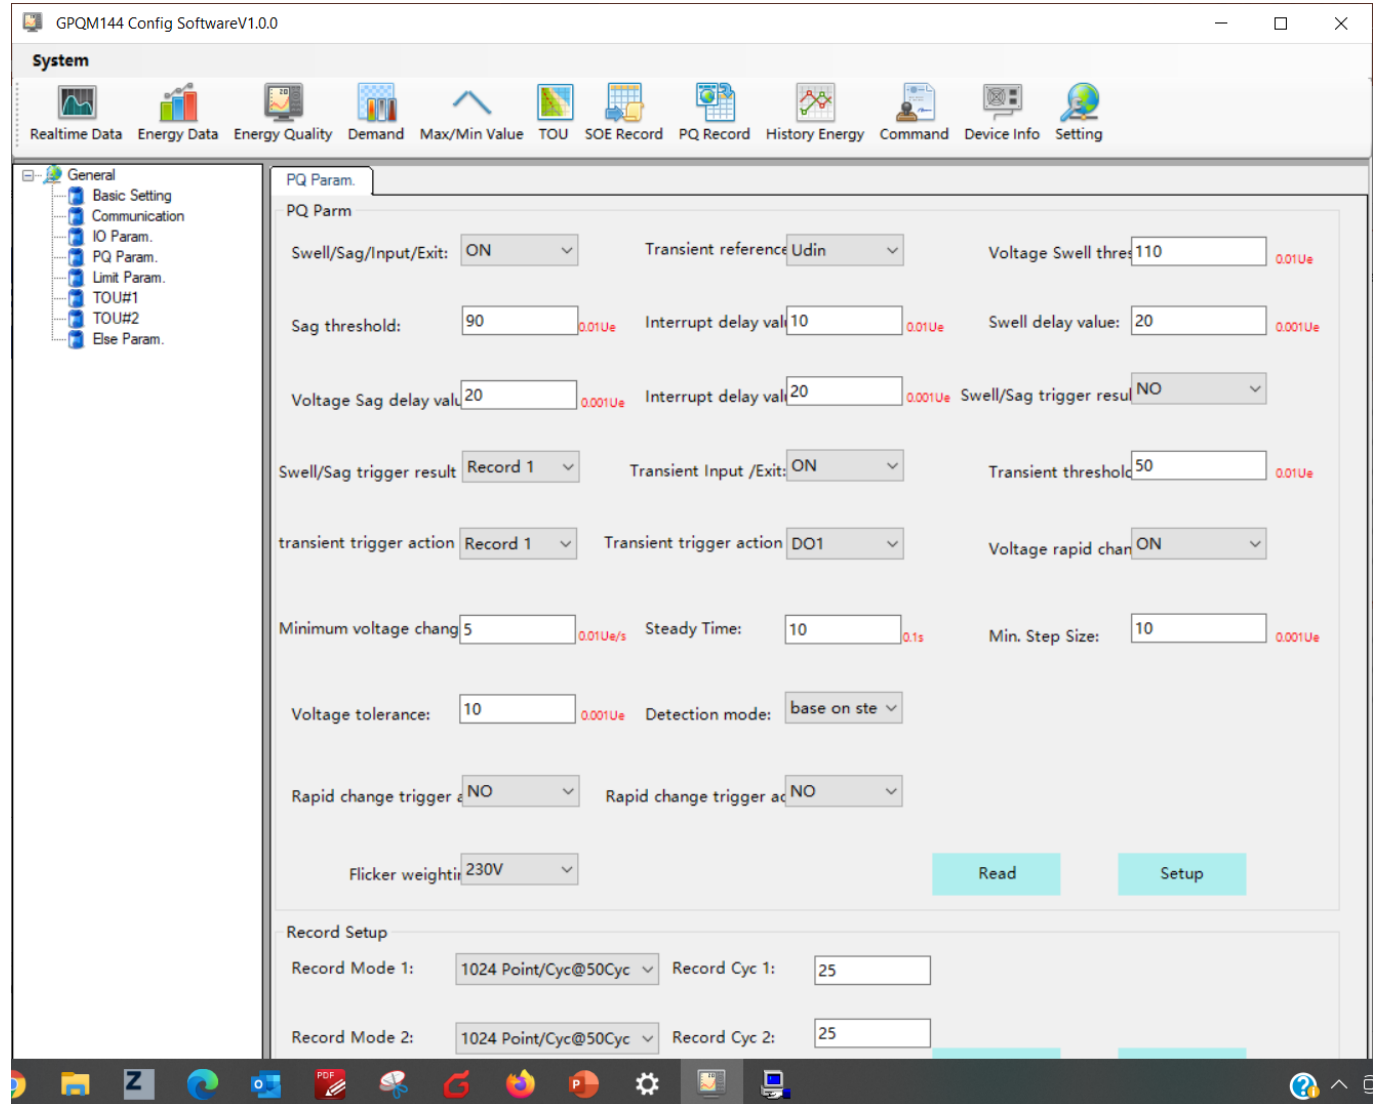 GPQM144 Config SoftwareV1.0.0
System
Realtime Data Energy Data Energy Quality Demand Max/Min Value TOU SOE Record PQ Record History Energy Command Device Info Setting
General
Basic Setting
Communication
IO Param.
PQ Param.
Limit Param.
TOU#1
TOU#2
Else Param.
PQ Param.
PQ Parm
Swell/Sag/Input/Exit: ON Transient reference Udin Voltage Swell thres 110 0.01Ue
Sag threshold: 90 0.01Ue Interrupt delay val 10 0.01Ue Swell delay value: 20 0.001Ue
Voltage Sag delay valu 20 0.001Ue Interrupt delay val 20 0.001Ue Swell/Sag trigger resul NO
Swell/Sag trigger result Record 1 Transient Input /Exit: ON Transient threshold 50 0.01Ue
transient trigger action Record 1 Transient trigger action DO1 Voltage rapid chan ON
Minimum voltage chang 5 0.01Ue/s Steady Time: 10 0.1s Min. Step Size: 10 0.001Ue
Voltage tolerance: 10 0.001Ue Detection mode: base on ste
Rapid change trigger a NO Rapid change trigger ac NO
Flicker weightin 230V Read Setup
Record Setup
Record Mode 1: 1024 Point/Cyc@50Cyc Record Cyc 1: 25
Record Mode 2: 1024 Point/Cyc@50Cyc Record Cyc 2: 25